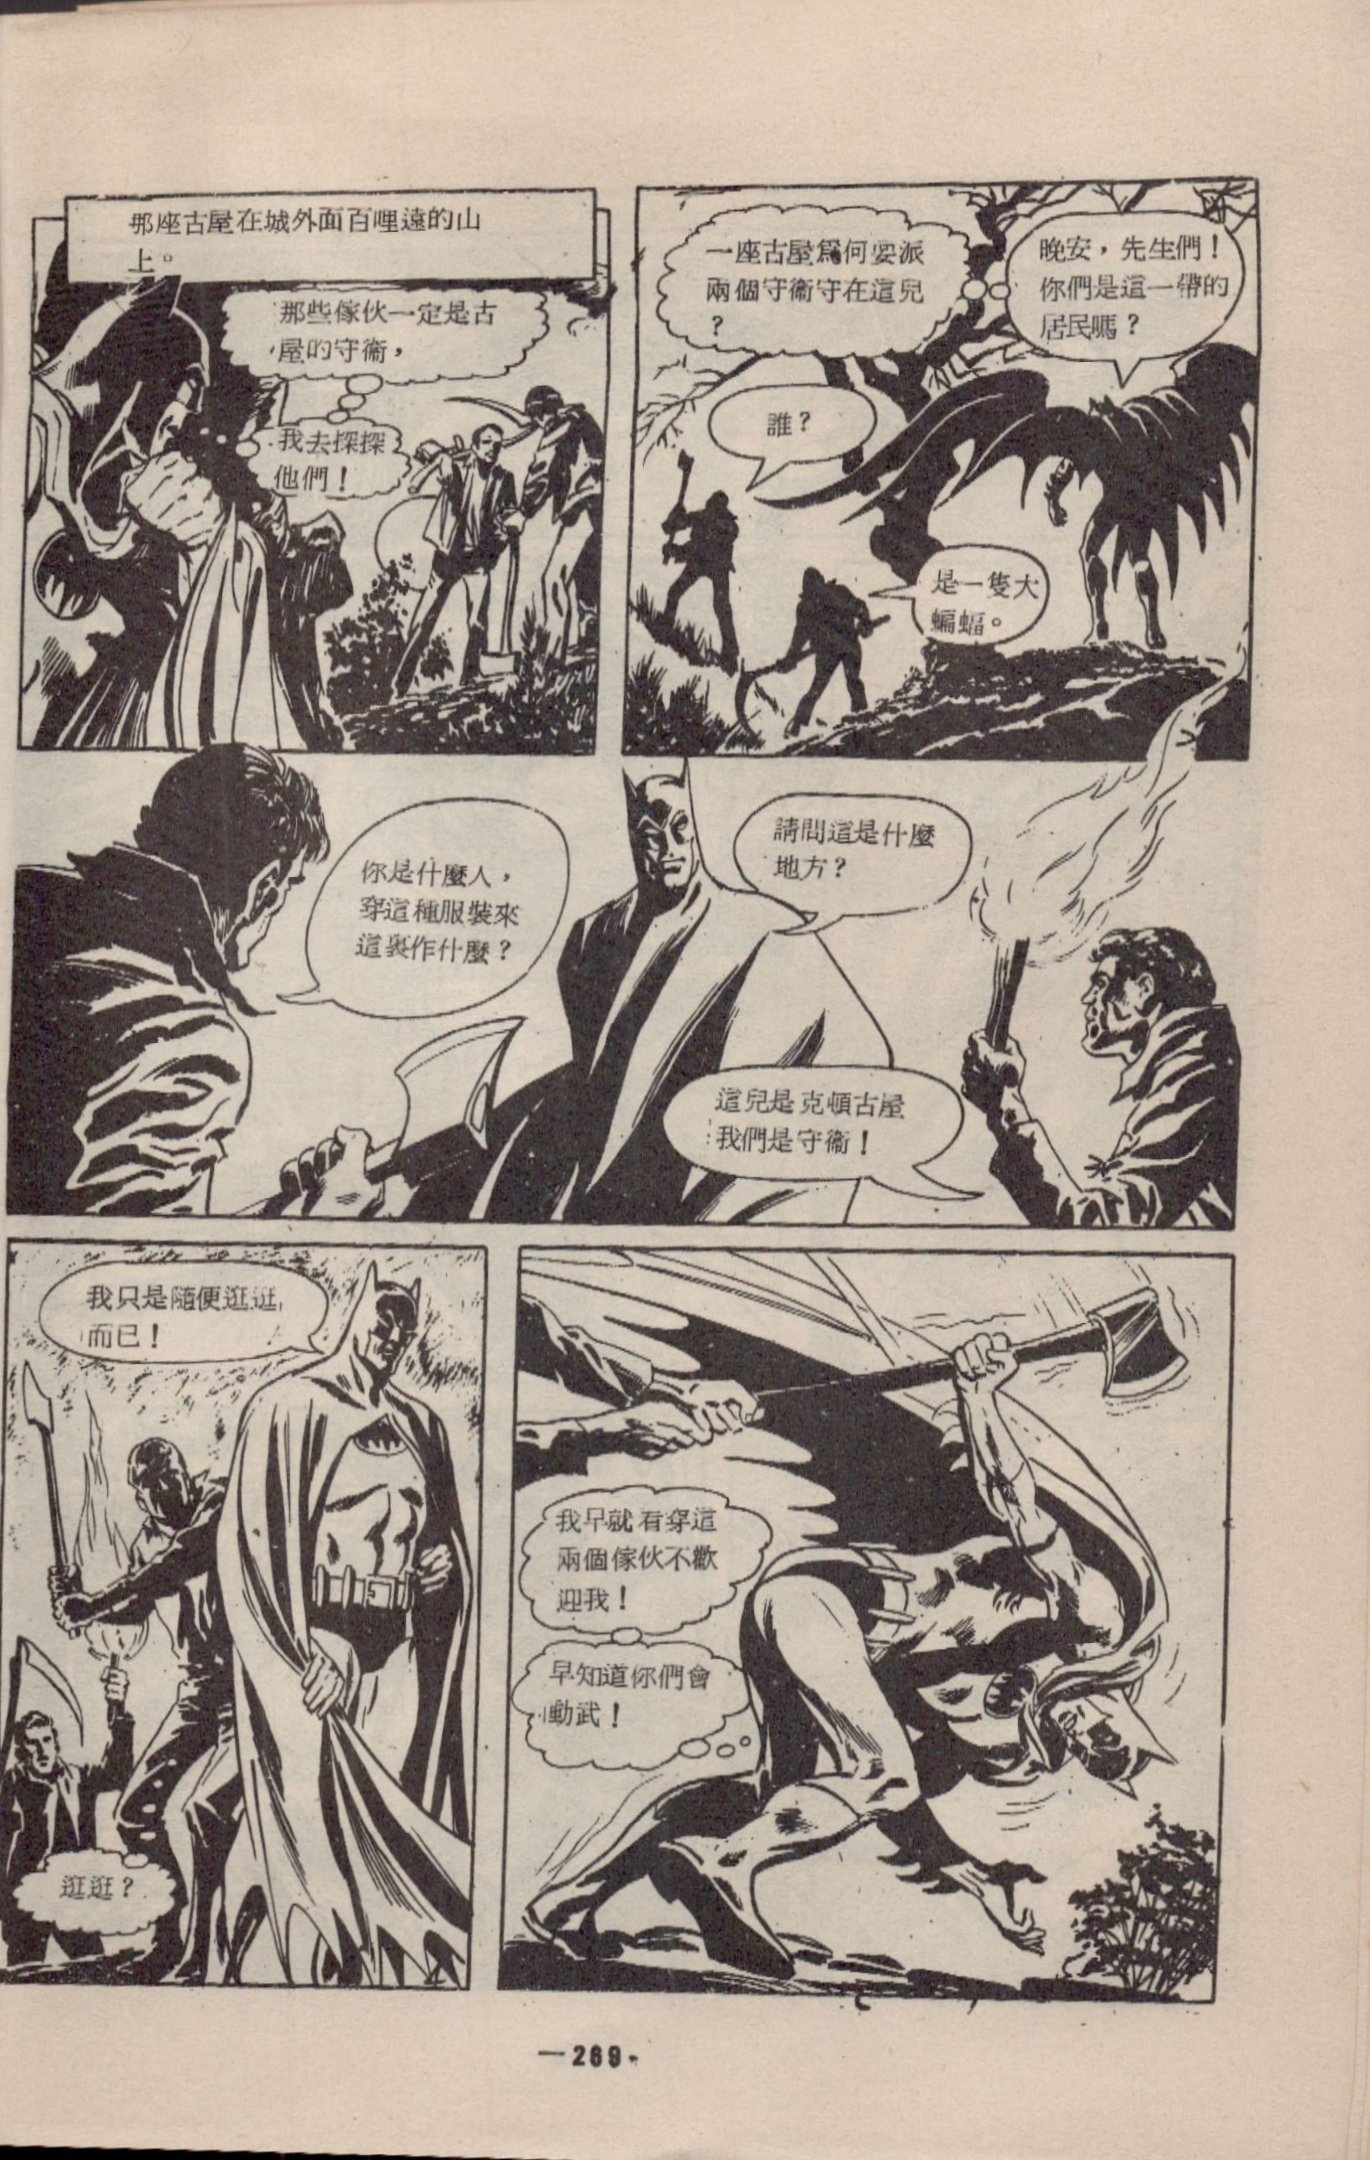 那座古屋在城外面百哩遠的山
上。
那些傢伙一定是古
屋的守衞，
我去探探
他們！
一座古屋爲何要派
兩個守衞守在這兒
？
晚安，先生們！
你們是這一帶的
居民嗎？
誰？
是一隻大
蝙蝠。
你是什麼人，
穿這種服裝來
這裏作什麼？
請問這是什麼
地方？
這兒是克頓古屋
我們是守衞！
我只是隨便逛逛
而已！
逛逛？
我早就看穿這
兩個傢伙不歡
迎我！
早知道你們會
動武！
—269-